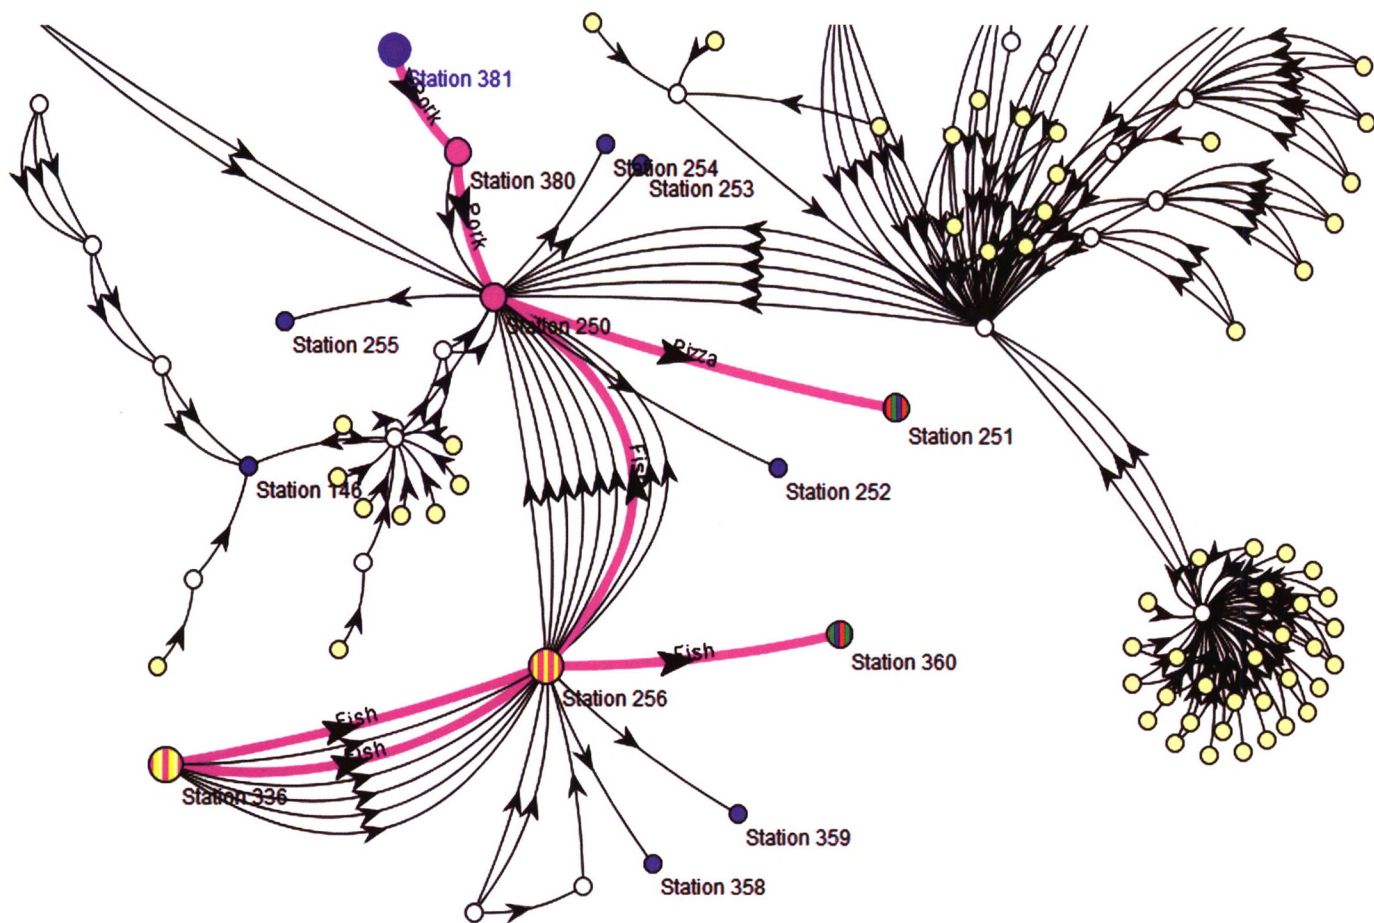 Station 381
Pork
Station 380
Station 254
Station 253
Pork
Station 250
Station 255
Pizza
Station 251
Fish
Station 252
Station 146
Fish
Station 360
Station 256
Fish
Fish
Station 336
Station 359
Station 358